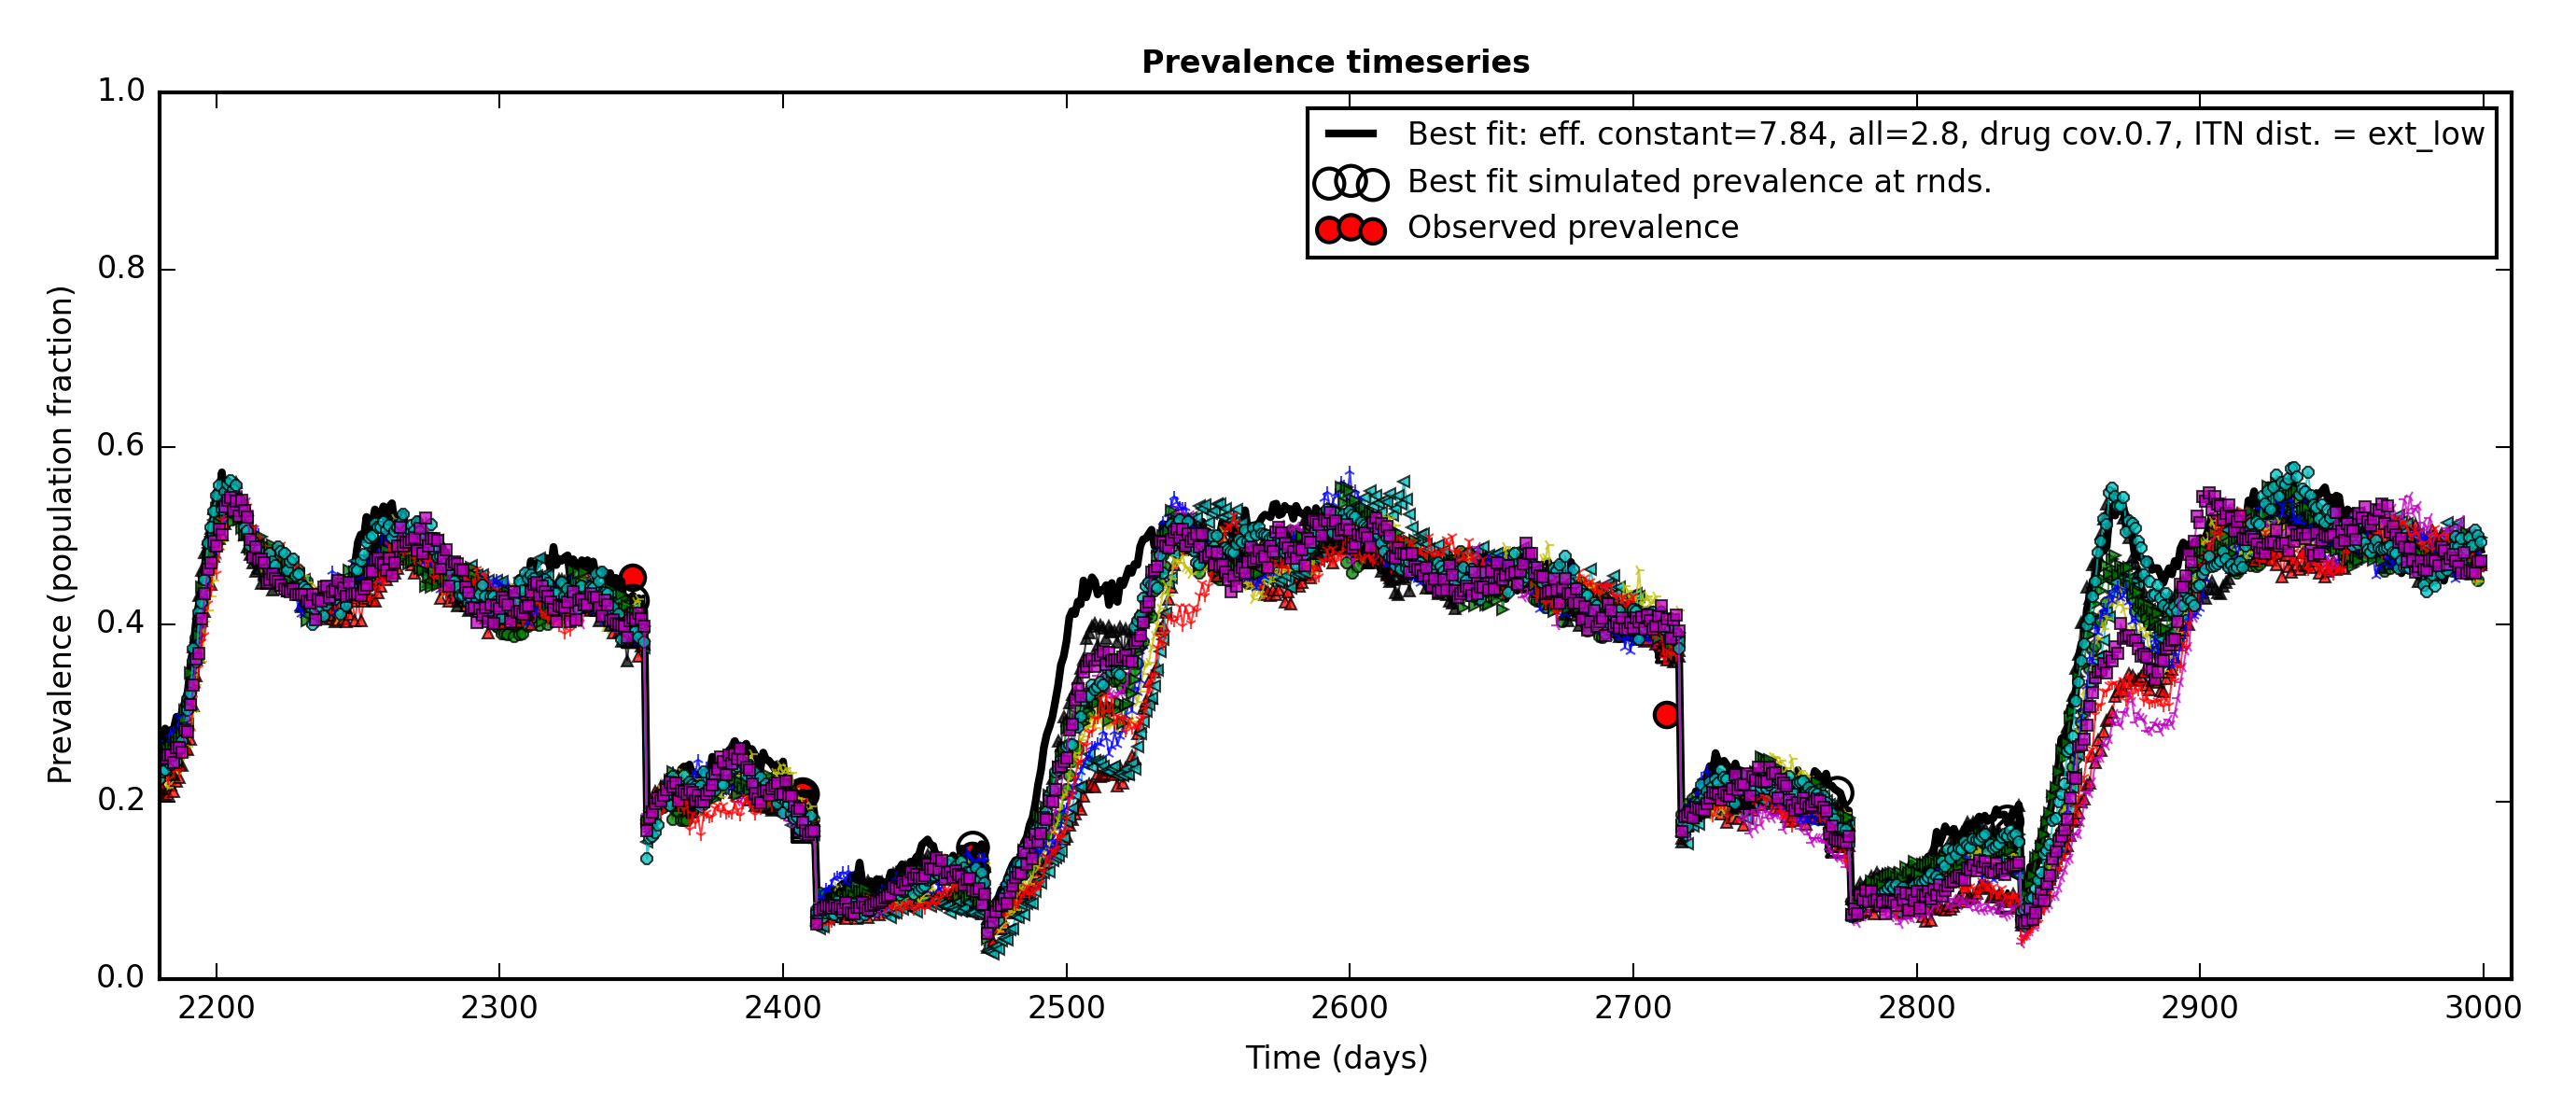 Prevalence timeseries
1.0
0.8
0.6
0.4
0.2
0.0
Prevalence (population fraction)
Best fit: eff. constant=7.84, all=2.8, drug cov.0.7, ITN dist. = ext_low
Best fit simulated prevalence at rnds.
Observed prevalence
2200 2300 2400 2500 2600 2700 2800 2900 3000
Time (days)